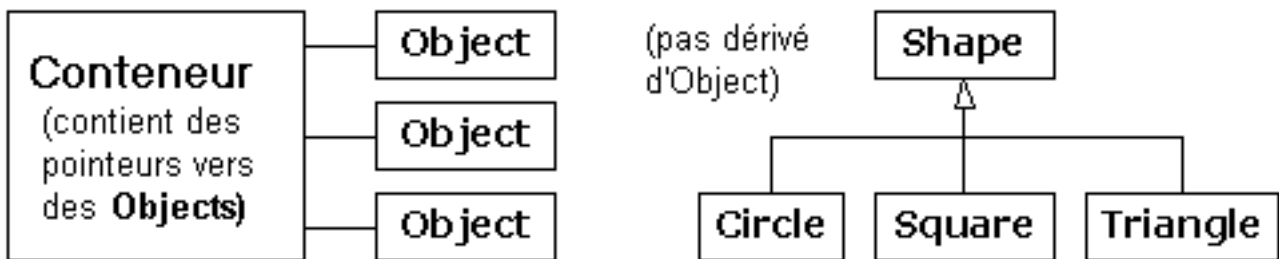 Conteneur
(contient des
pointeurs vers
des Objects)
Object
Object
Object
(pas dérivé
d'Object)
Shape
Circle
Square
Triangle